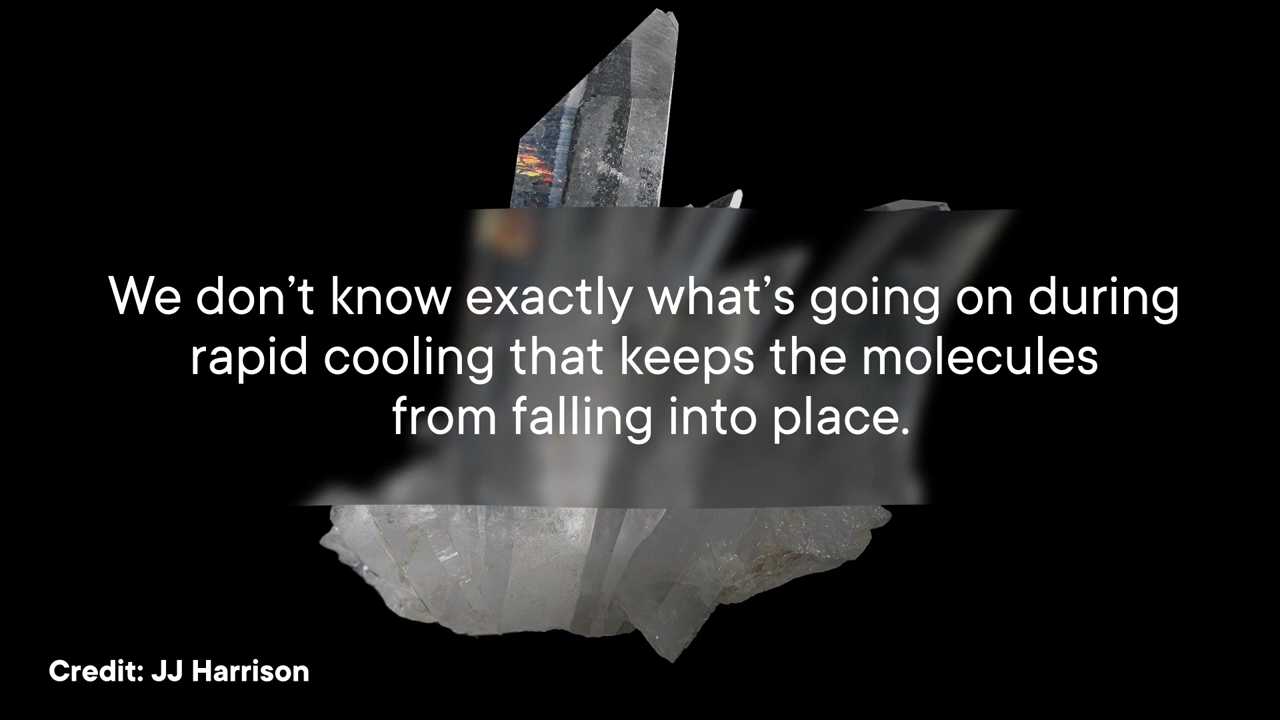 We don’t know exactly what’s going on during
rapid cooling that keeps the molecules
from falling into place.
Credit: JJ Harrison